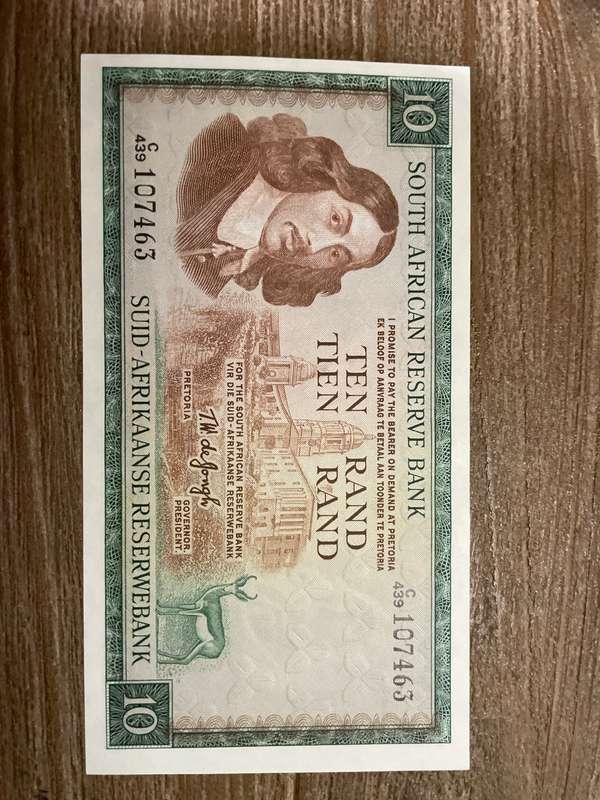 10
SOUTH AFRICAN RESERVE BANK
I PROMISE TO PAY THE BEARER ON DEMAND AT PRETORIA
EK BELOOF OP AANVRAAG TE BETAAL AAN TOONDER TE PRETORIA
C
439 107463
TEN RAND
TIEN RAND
FOR THE SOUTH AFRICAN RESERVE BANK
VIR DIE SUID-AFRIKAANSE RESERWEBANK
T.W. de Jongh
PRETORIA
GOVERNOR.
PRESIDENT.
C
439 107463
SUID-AFRIKAANSE RESERWEBANK
10